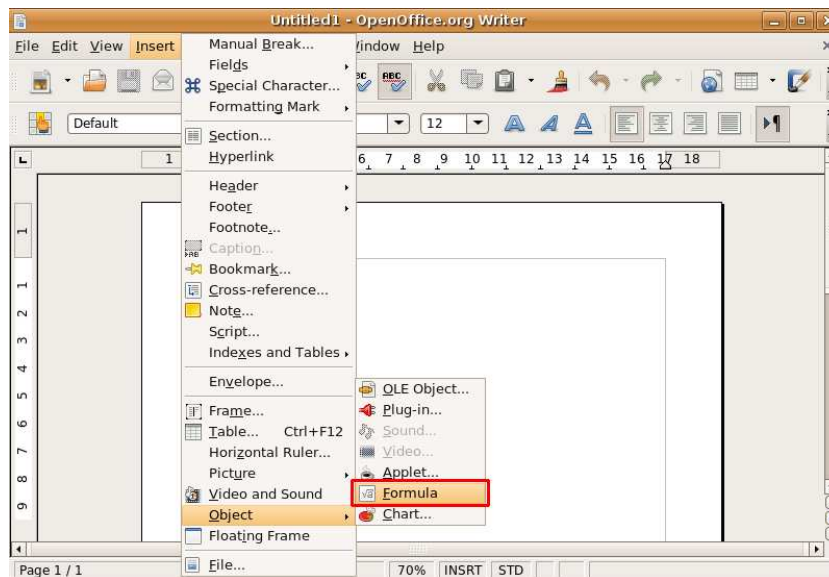 Untitled1 - OpenOffice.org Writer
File Edit View Insert indow Help
Manual Break...
Fields
Special Character...
Formatting Mark
Section...
Hyperlink
Header
Footer
Footnote...
Caption...
Bookmark...
Cross-reference...
Note...
Script...
Indexes and Tables
Envelope...
Frame...
Table... Ctrl+F12
Horizontal Ruler...
Picture
Video and Sound
Object
Floating Frame
File...
OLE Object...
Plug-in...
Sound...
Video...
Applet...
Formula
Chart...
ABC
Default 12
1 6 7 8 9 10 11 12 13 14 15 16 17 18
1
1
2
3
4
5
6
7
8
9
Page 1 / 1 70% INSRT STD